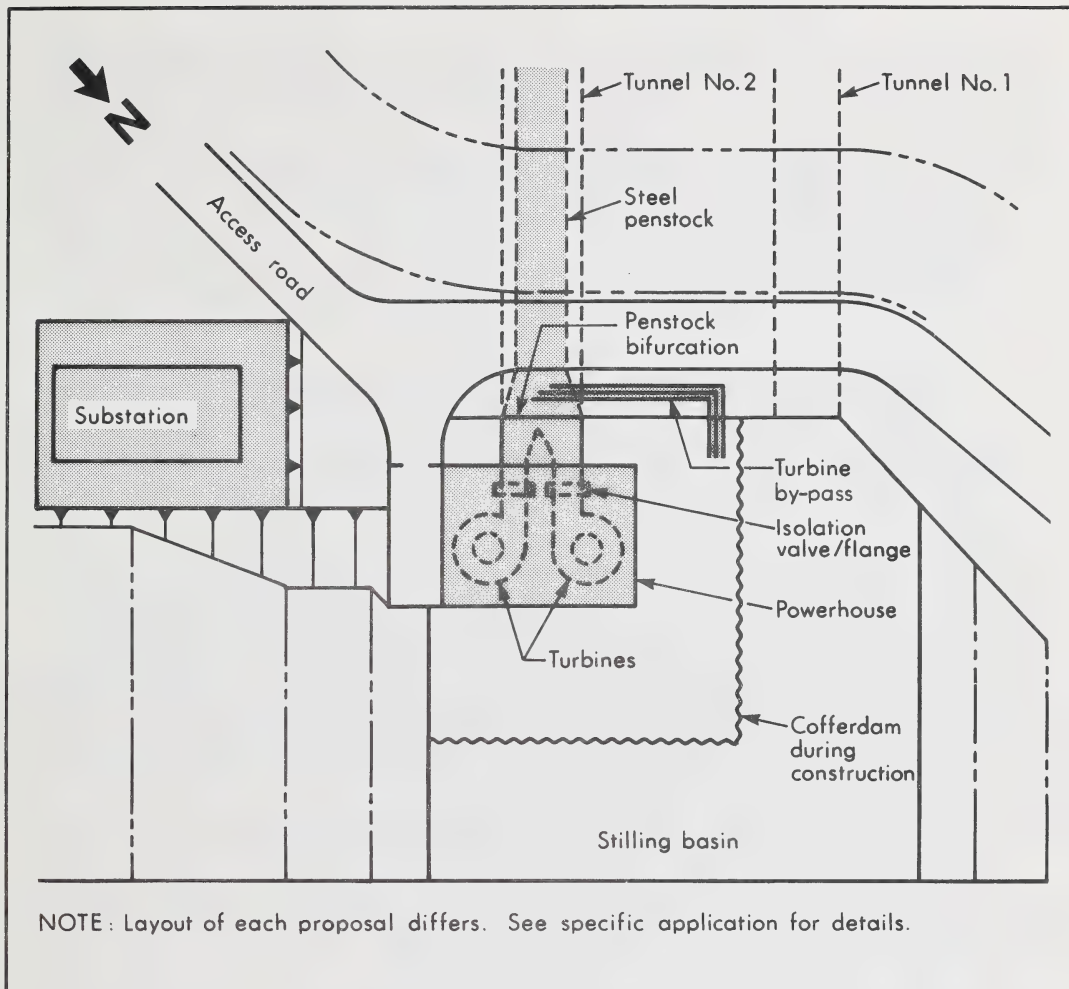 N
Tunnel No. 2
Tunnel No. 1
Steel
penstock
Access road
Penstock
bifurcation
Substation
Turbine
by-pass
Isolation
valve/flange
Powerhouse
Turbines
Cofferdam
during
construction
Stilling basin
NOTE: Layout of each proposal differs. See specific application for details.